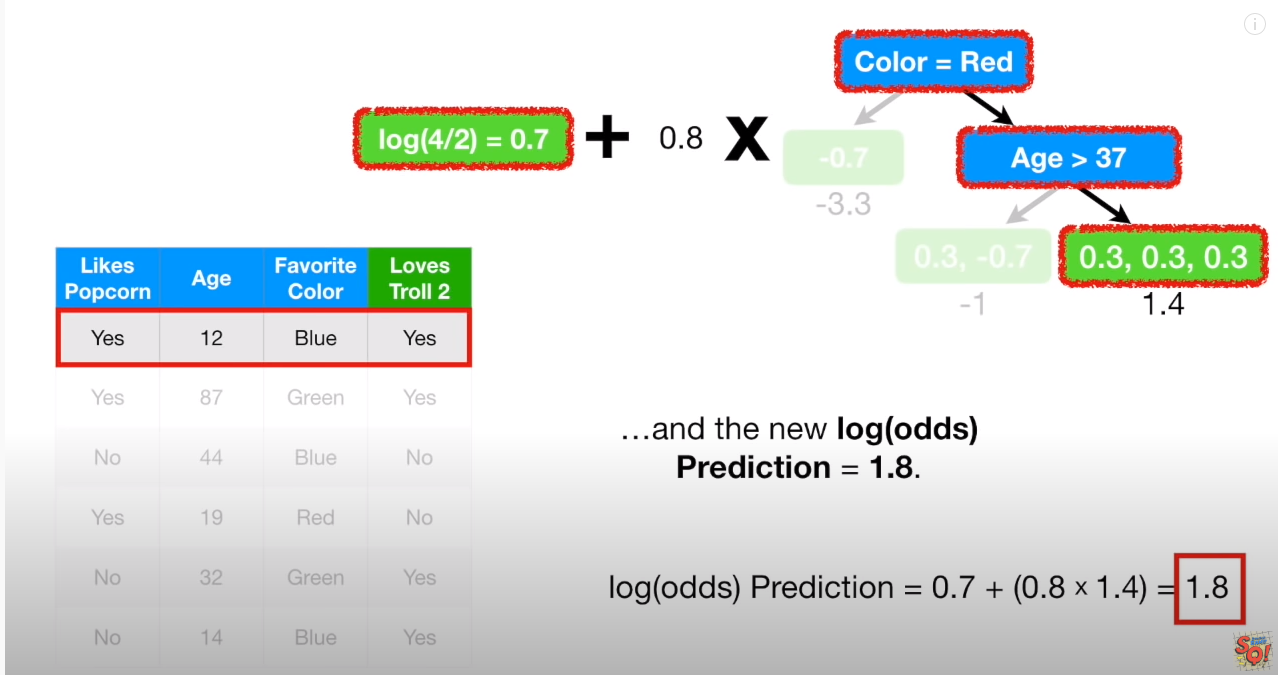 Color = Red
log(4/2) = 0.7
+ 0.8 X
-0.7
Age > 37
-3.3
0.3, -0.7
0.3, 0.3, 0.3
-1
1.4
Likes Popcorn Age Favorite Color Loves Troll 2
Yes 12 Blue Yes
Yes 87 Green Yes
No 44 Blue No
Yes 19 Red No
No 32 Green Yes
No 14 Blue Yes
…and the new log(odds)
Prediction = 1.8.
log(odds) Prediction = 0.7 + (0.8 × 1.4) = 1.8
SQ!